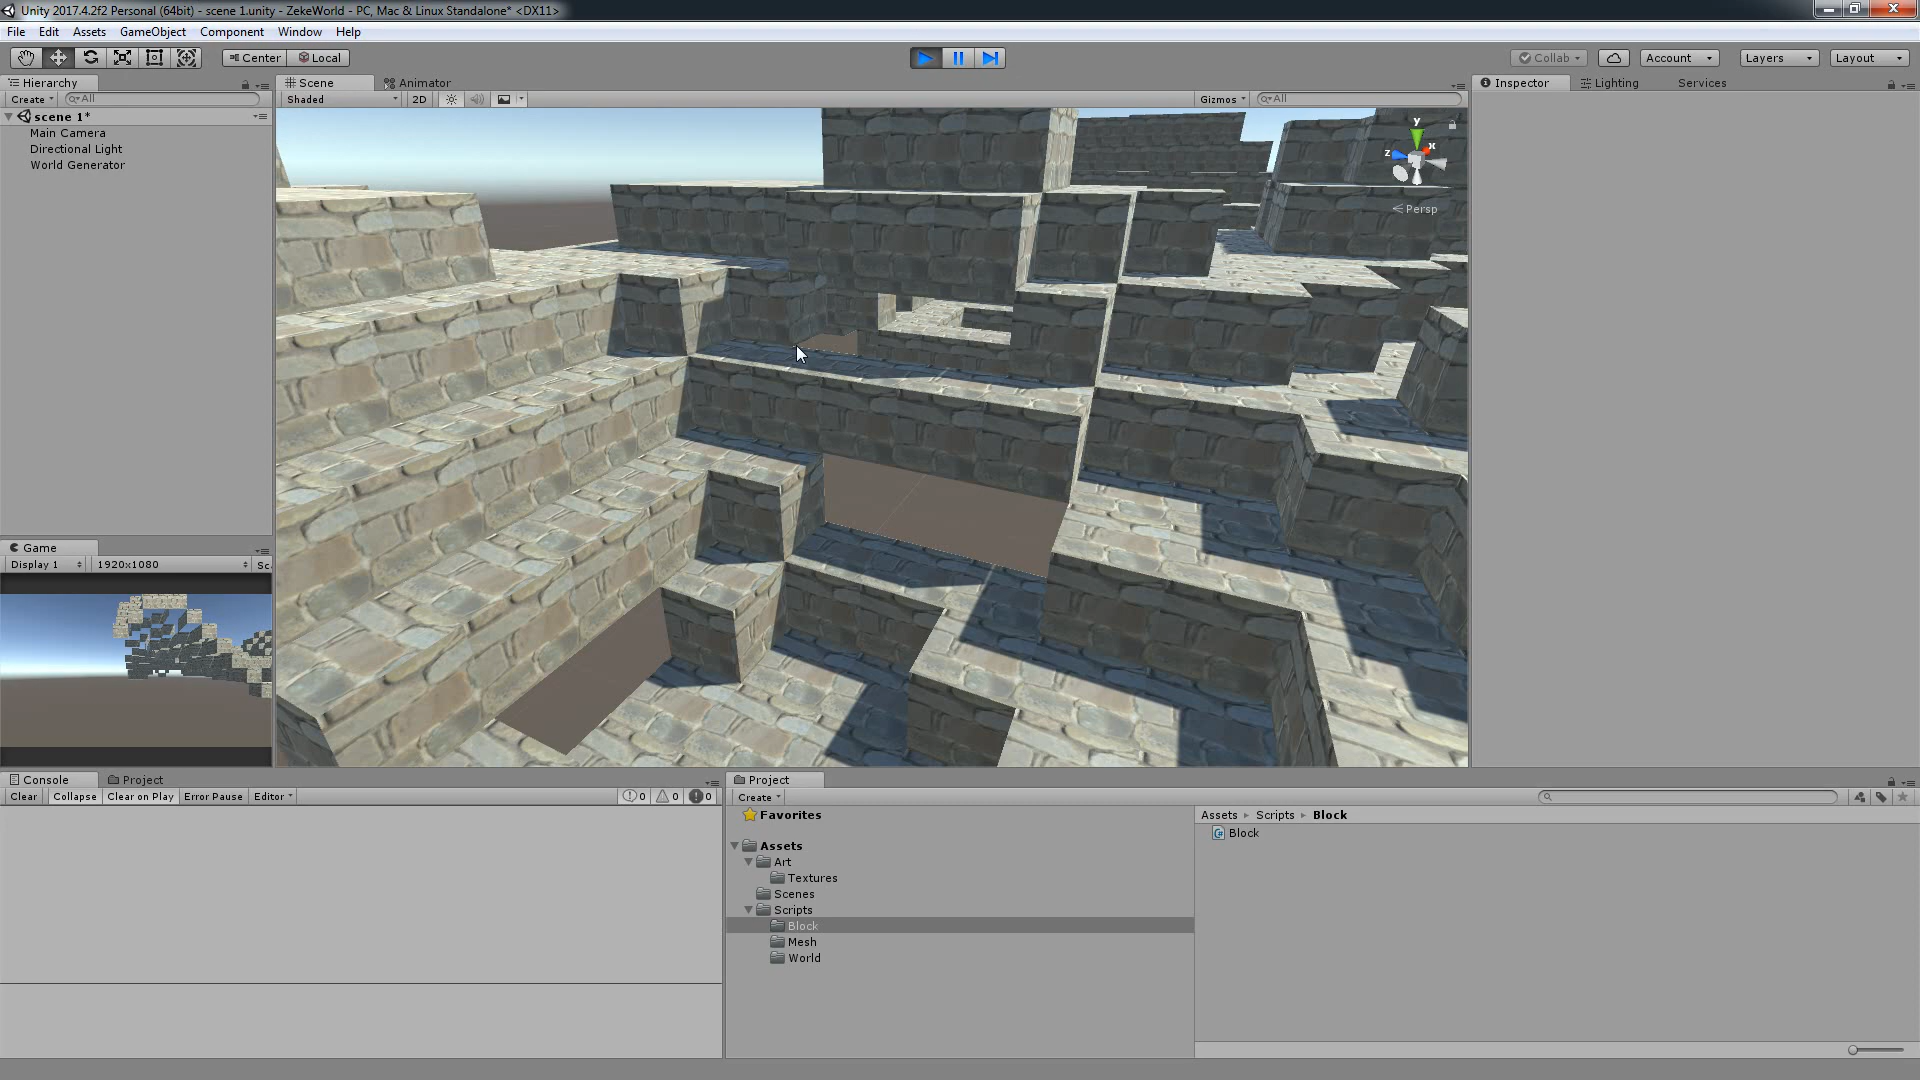 Unity 2017.4.2f2 Personal (64bit) - scene 1.unity - ZekeWorld - PC, Mac & Linux Standalone* <DX11>
File Edit Assets GameObject Component Window Help
Center Local Collab Account Layers Layout
Hierarchy
Create All
scene 1*
Main Camera
Directional Light
World Generator
Scene Animator
Shaded 2D Gizmos All
y
x
z
Persp
Inspector Lighting Services
Game
Display 1 1920x1080 Sc
Console Project
Clear Collapse Clear on Play Error Pause Editor 0 0 0
Project
Create
Favorites
Assets
Art
Textures
Scenes
Scripts
Block
Mesh
World
Assets Scripts Block
Block